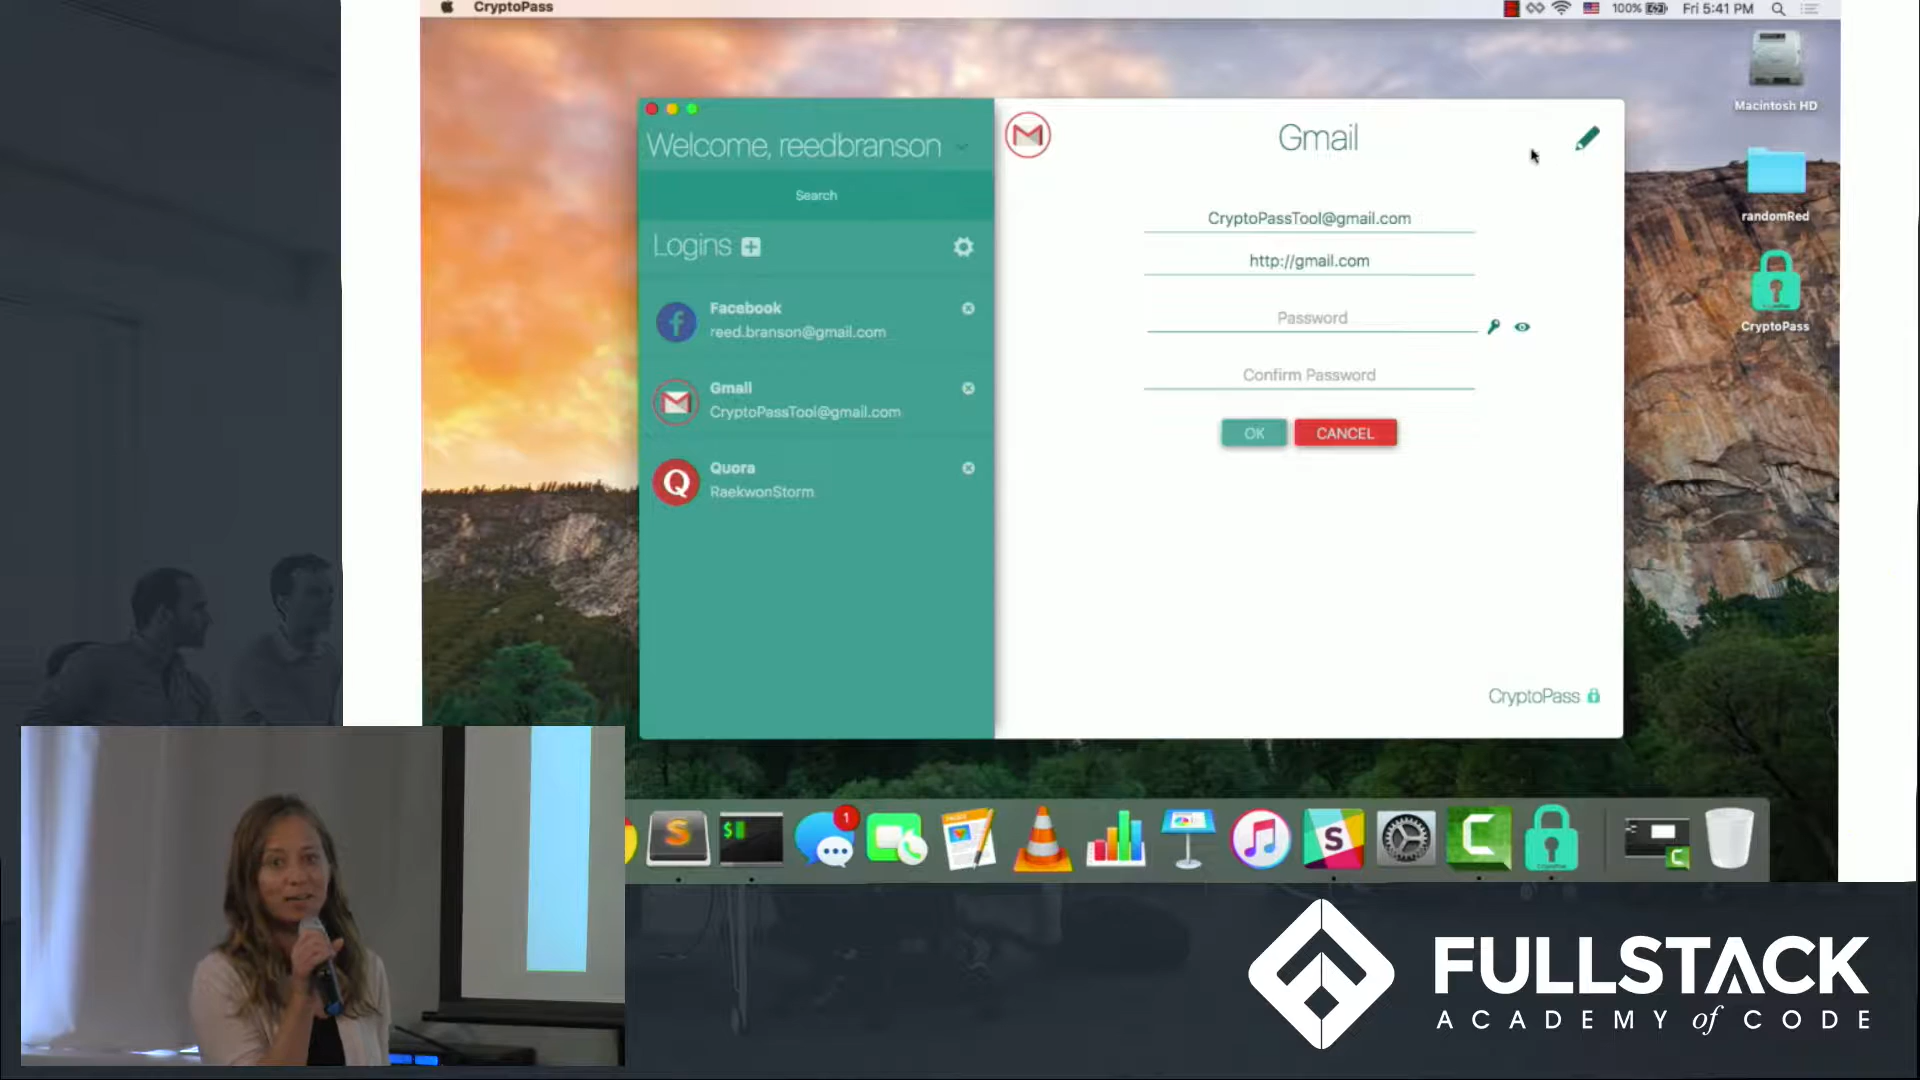 CryptoPass
100%
Fri 5:41 PM
Macintosh HD
randomRed
CryptoPass
Welcome, reedbranson
Search
Logins
Facebook
reed.branson@gmail.com
Gmail
CryptoPassTool@gmail.com
Quora
RaekwonStorm
Gmail
CryptoPassTool@gmail.com
http://gmail.com
Password
Confirm Password
OK
CANCEL
CryptoPass
S
$
1
PAGES
S
C
FULLSTACK
ACADEMY of CODE